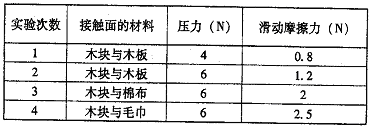 实验次数 接触面的材料 压力（N） 滑动摩擦力（N）
1 木块与木板 4 0.8
2 木块与木板 6 1.2
3 木块与棉布 6 2
4 木块与毛巾 6 2.5